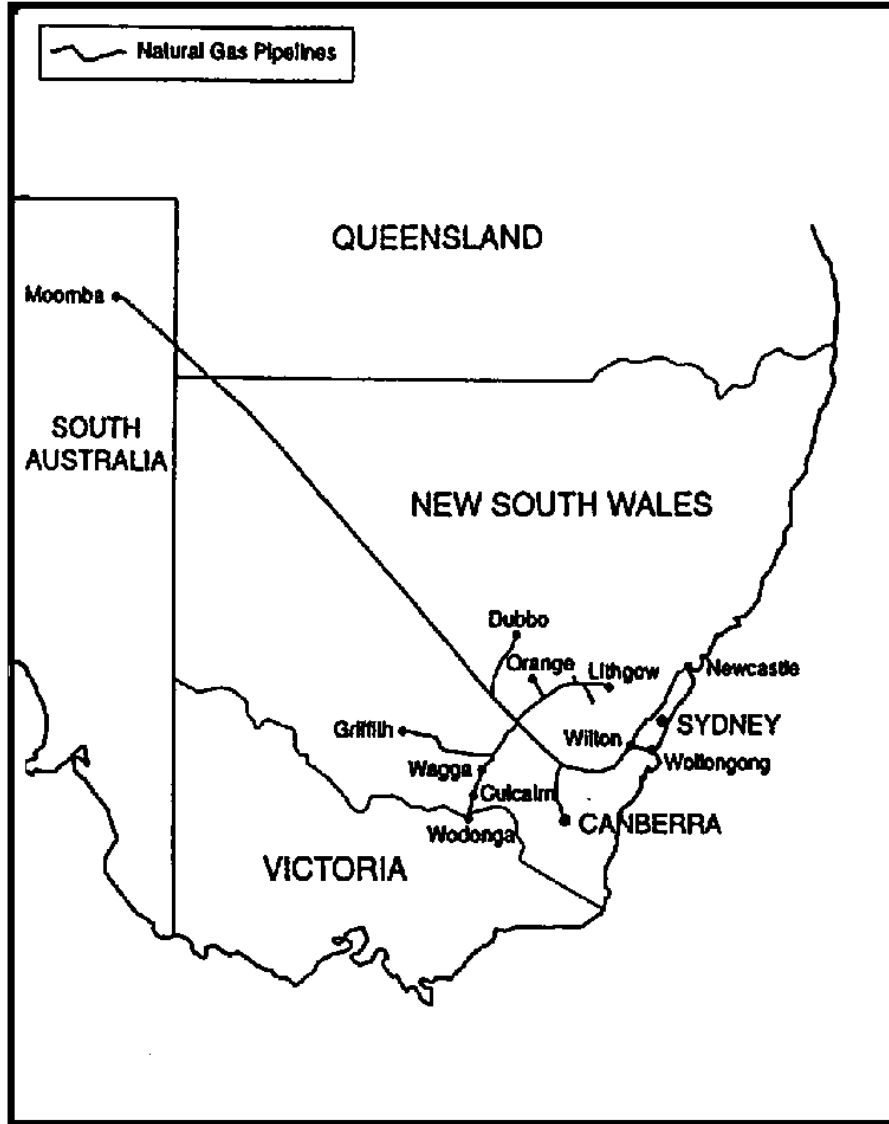 Natural Gas Pipelines
QUEENSLAND
Moomba
SOUTH
AUSTRALIA
NEW SOUTH WALES
Dubbo
Orange
Lithgow
Newcastle
Griffith
SYDNEY
Wilton
Wollongong
Wagga
Culcairn
CANBERRA
Wodonga
VICTORIA